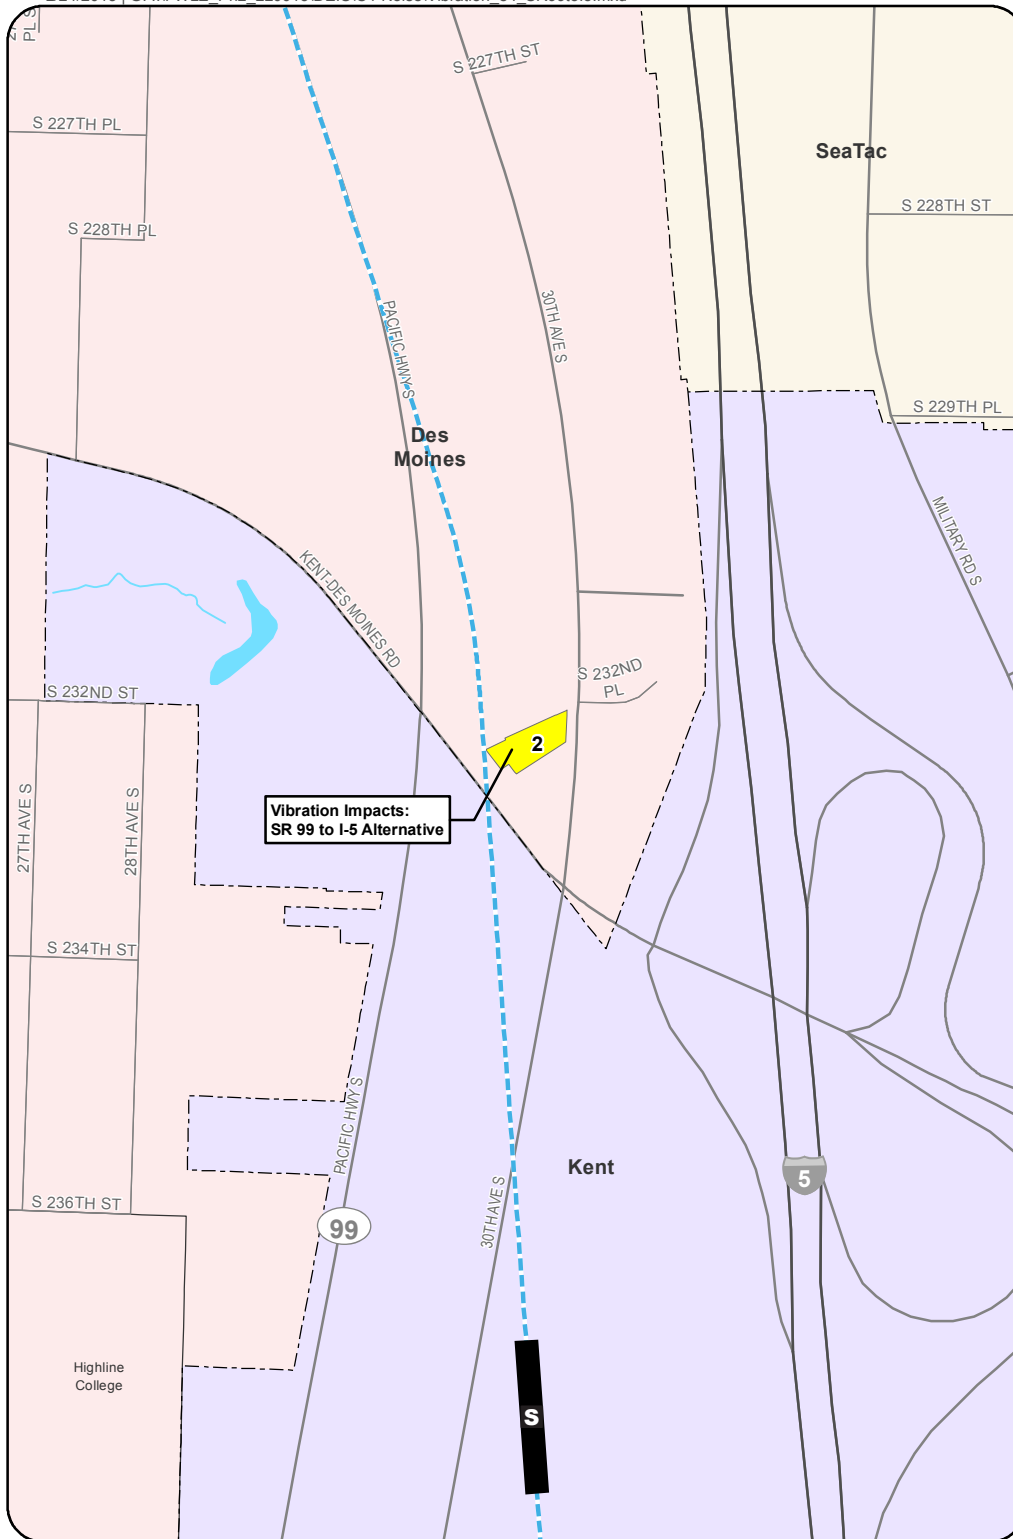 PL S
S 227TH ST
S 227TH PL
SeaTac
S 228TH ST
S 228TH PL
PACIFIC HWY S
30TH AVE S
S 229TH PL
Des
Moines
MILITARY RD S
KENT-DES MOINES RD
S 232ND
PL
S 232ND ST
2
Vibration Impacts:
SR 99 to I-5 Alternative
27TH AVE S
28TH AVE S
S 234TH ST
PACIFIC HWY S
Kent
5
30TH AVE S
S 236TH ST
99
Highline
College
S